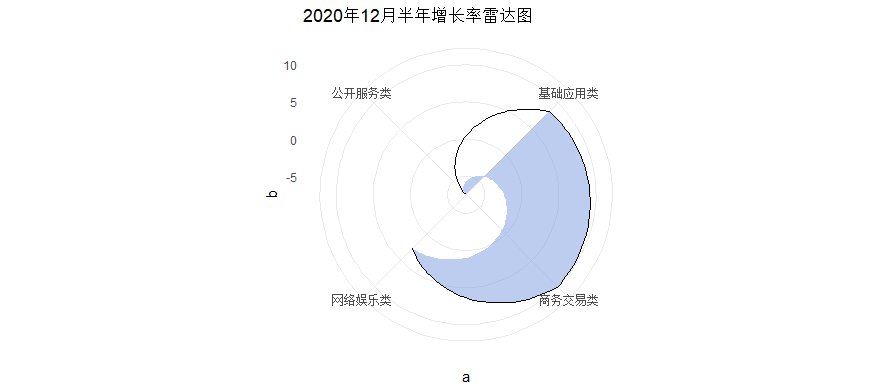 2020年12月半年增长率雷达图
10
5
0
-5
公开服务类
基础应用类
b
网络娱乐类
商务交易类
a